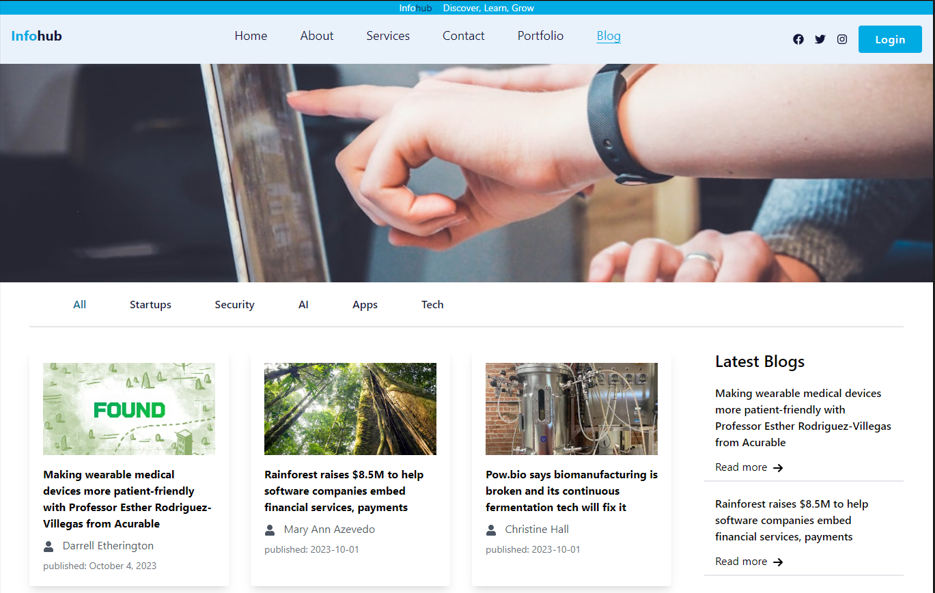 Infohub Discover, Learn, Grow
Infohub Home About Services Contact Portfolio Blog Login
All Startups Security AI Apps Tech
FOUND
Making wearable medical
devices more patient-friendly
with Professor Esther Rodriguez-
Villegas from Acurable
Darrell Etherington
published: October 4, 2023
Rainforest raises $8.5M to help
software companies embed
financial services, payments
Mary Ann Azevedo
published: 2023-10-01
Pow.bio says biomanufacturing is
broken and its continuous
fermentation tech will fix it
Christine Hall
published: 2023-10-01
Latest Blogs
Making wearable medical devices
more patient-friendly with
Professor Esther Rodriguez-Villegas
from Acurable
Read more
Rainforest raises $8.5M to help
software companies embed
financial services, payments
Read more